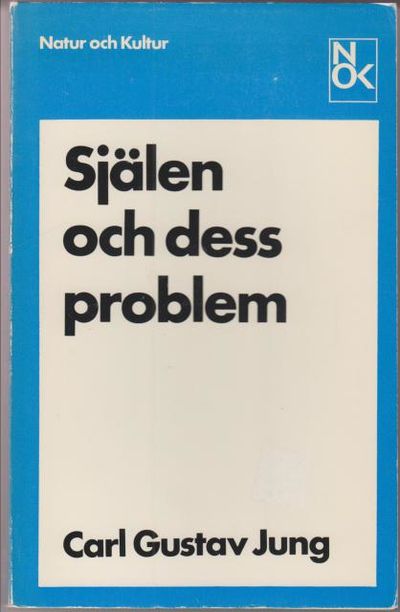 Natur och Kultur
N
OK
Själen
och dess
problem
Carl Gustav Jung